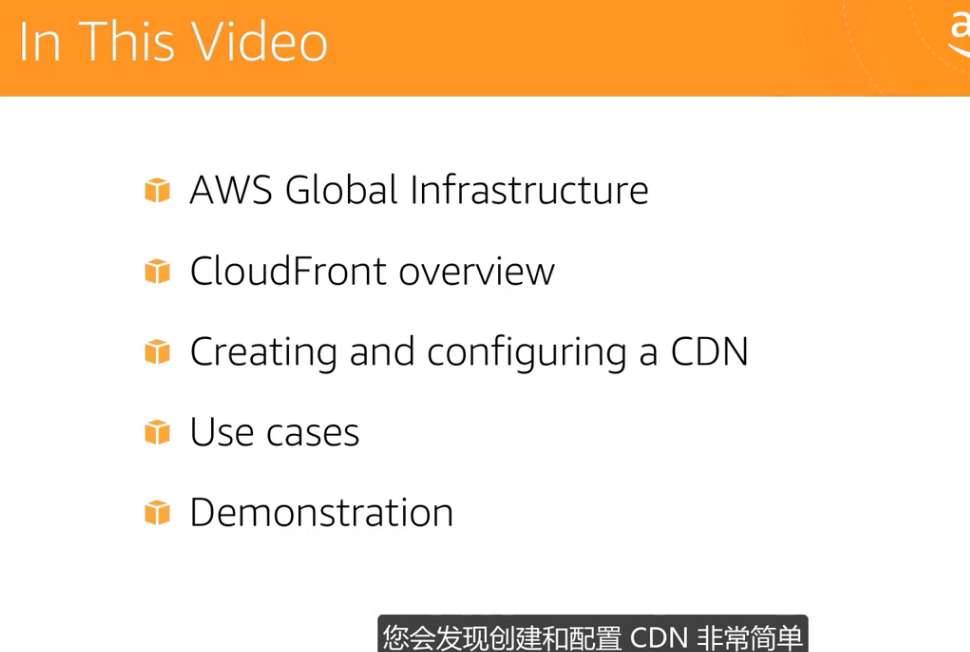 In This Video
AWS Global Infrastructure
CloudFront overview
Creating and configuring a CDN
Use cases
Demonstration
您会发现创建和配置 CDN 非常简单